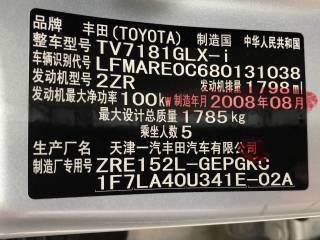 品牌 丰田(TOYOTA) 制造国 中华人民共和国
整车型号 TV7181GLX-i
车辆识别代号 LFMARE0C680131038
发动机型号 2ZR 发动机排量 1798ml
发动机最大净功率 100kw 制造年月 2008年08月
最大设计总质量 1785kg
乘坐人数 5
生产厂名 天津一汽丰田汽车有限公司
制造厂专用号 ZRE152L-GEPGKC
1F7LA40U341E-02A